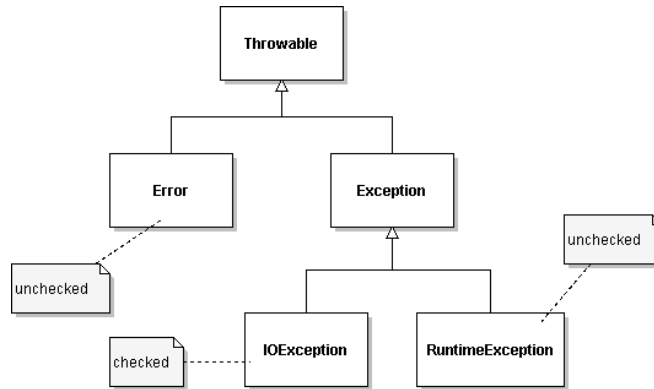 Throwable
Error
Exception
unchecked
unchecked
IOException
RuntimeException
checked